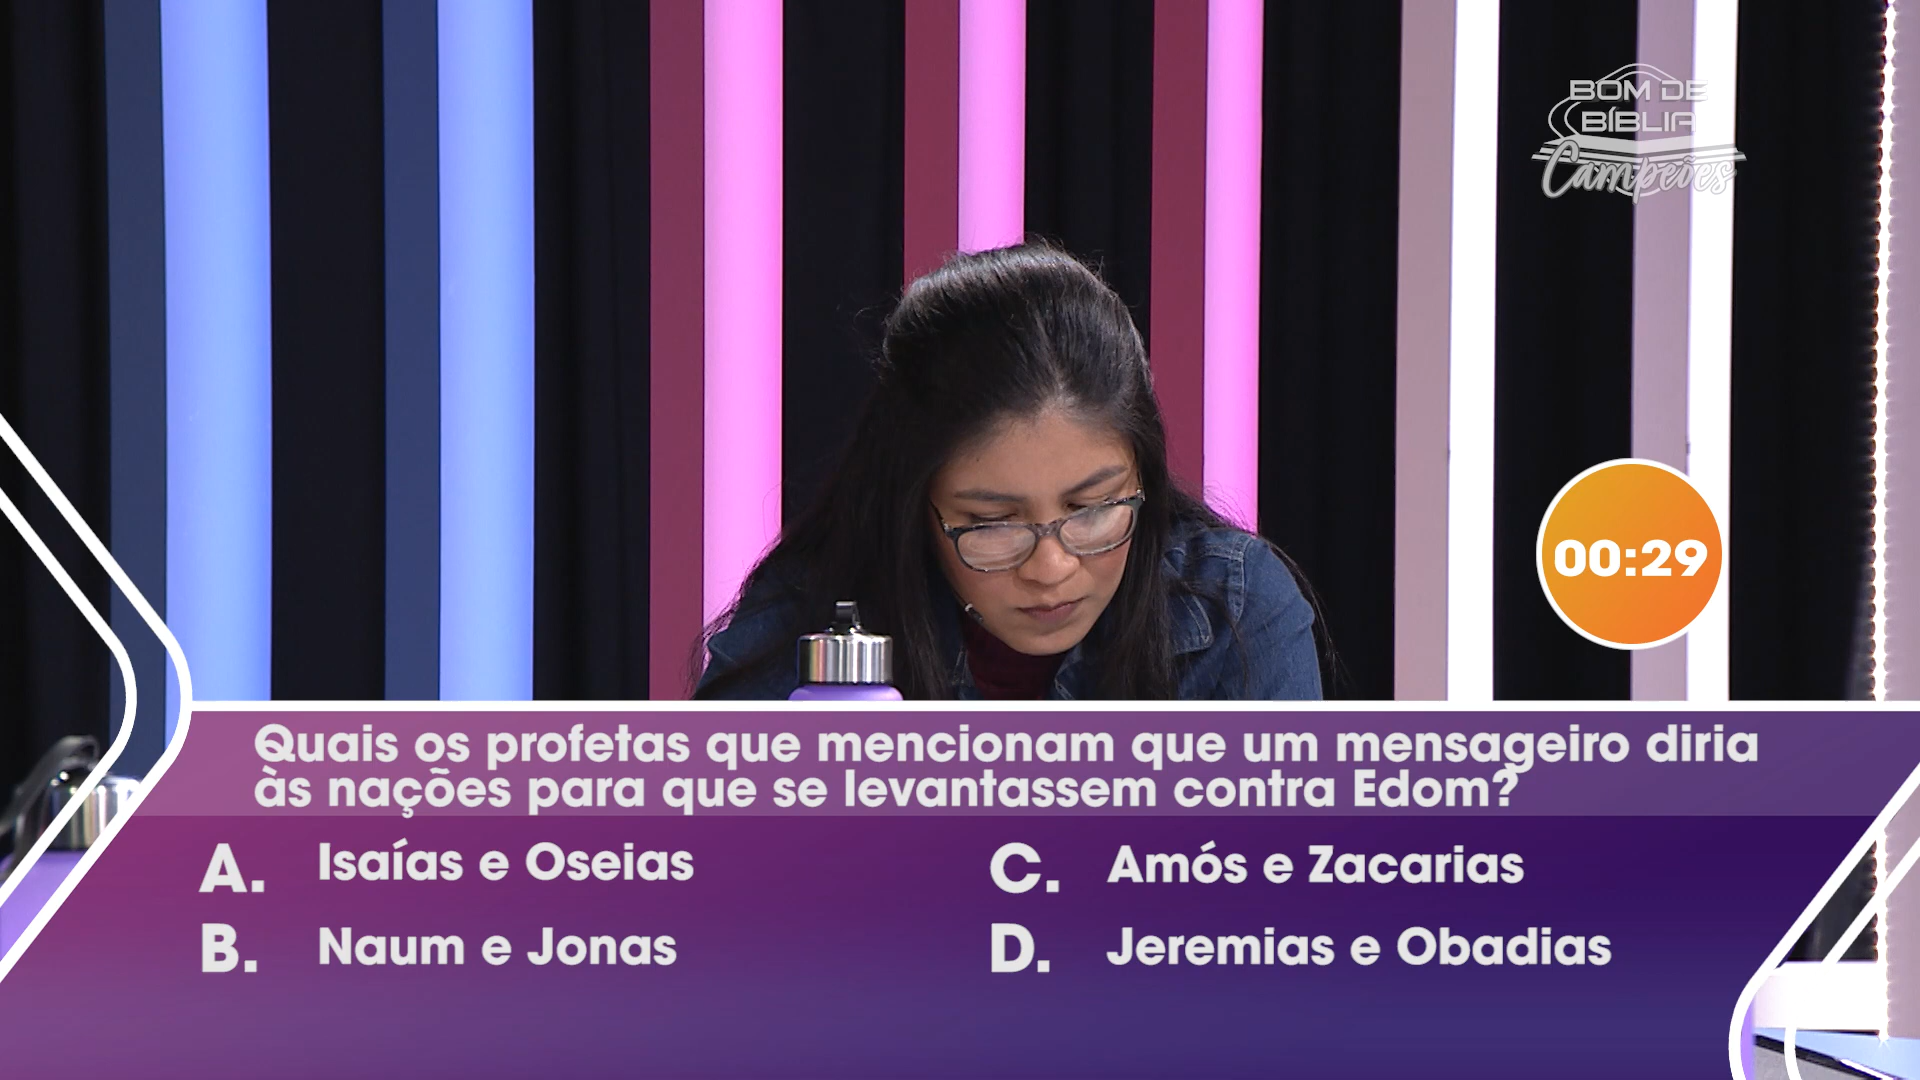 BOM DE
BÍBLIA
Campeões
00:29
Quais os profetas que mencionam que um mensageiro diria
às nações para que se levantassem contra Edom?
A. Isaías e Oseias
B. Naum e Jonas
C. Amós e Zacarias
D. Jeremias e Obadias